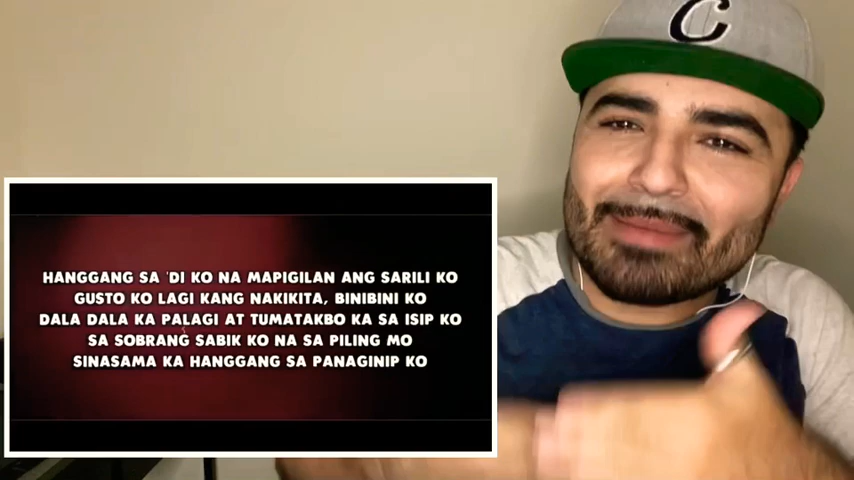 C
HANGGANG SA 'DI KO NA MAPIGILAN ANG SARILI KO
GUSTO KO LAGI KANG NAKIKITA, BINIBINI KO
DALA DALA KA PALAGI AT TUMATAKBO KA SA ISIP KO
SA SOBRANG SABIK KO NA SA PILING MO
SINASAMA KA HANGGANG SA PANAGINIP KO